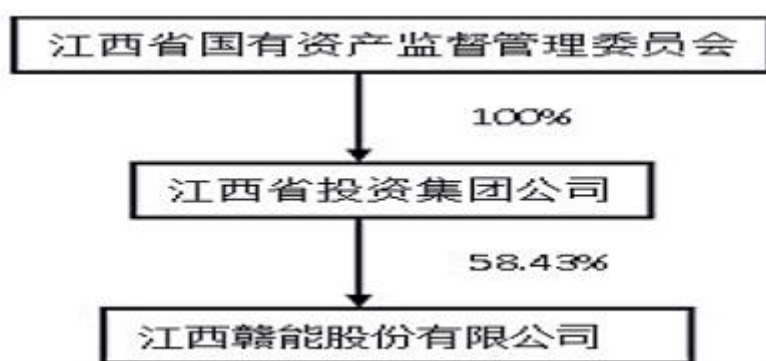 江西省国有资产监督管理委员会
100%
江西省投资集团公司
58.43%
江西赣能股份有限公司